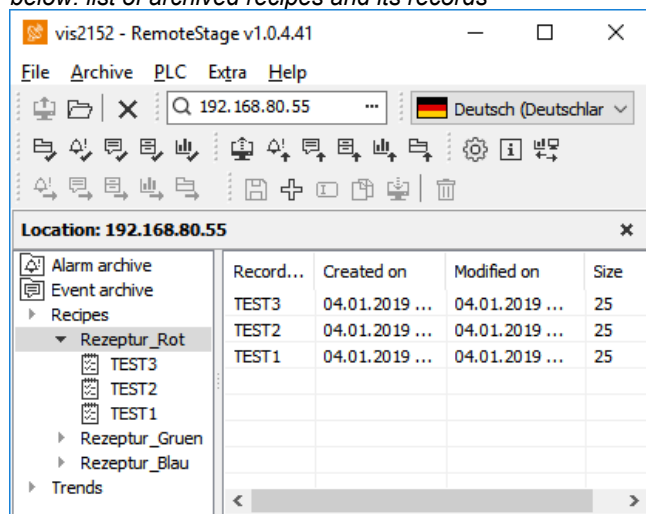 below: list of archived recipes and its records
vis2152 - RemoteStage v1.0.4.41
File Archive PLC Extra Help
192.168.80.55 ... Deutsch (Deutschlar
Location: 192.168.80.55
Alarm archive
Event archive
Recipes
Rezeptur_Rot
TEST3
TEST2
TEST1
Rezeptur_Gruen
Rezeptur_Blau
Trends
Record... Created on Modified on Size
TEST3 04.01.2019 ... 04.01.2019 ... 25
TEST2 04.01.2019 ... 04.01.2019 ... 25
TEST1 04.01.2019 ... 04.01.2019 ... 25